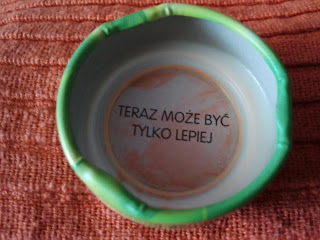 TERAZ MOŻE BYĆ
TYLKO LEPIEJ